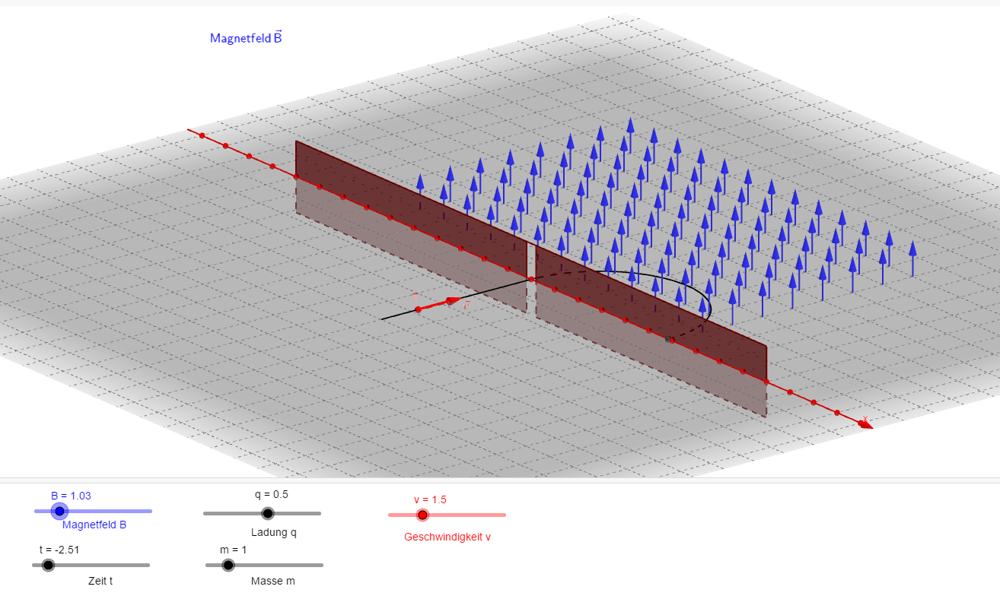 Magnetfeld B⃗
x
B = 1.03
Magnetfeld B
q = 0.5
Ladung q
v = 1.5
Geschwindigkeit v
t = -2.51
Zeit t
m = 1
Masse m